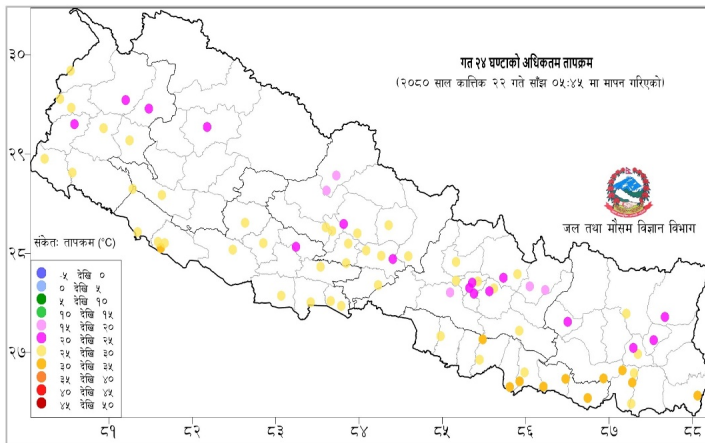 गत २४ घण्टाको अधिकतम तापक्रम
(२०८० साल कात्तिक २२ गते साँझ ०५:४५ मा मापन गरिएको)
३०
२९
२८
२७
जल तथा मौसम विज्ञान विभाग
संकेतः तापक्रम (°C)
-५ देखि ०
० देखि ५
५ देखि १०
१० देखि १५
१५ देखि २०
२० देखि २५
२५ देखि ३०
३० देखि ३५
३५ देखि ४०
४० देखि ४५
४५ देखि ५०
८१ ८२ ८३ ८४ ८५ ८६ ८७ ८८